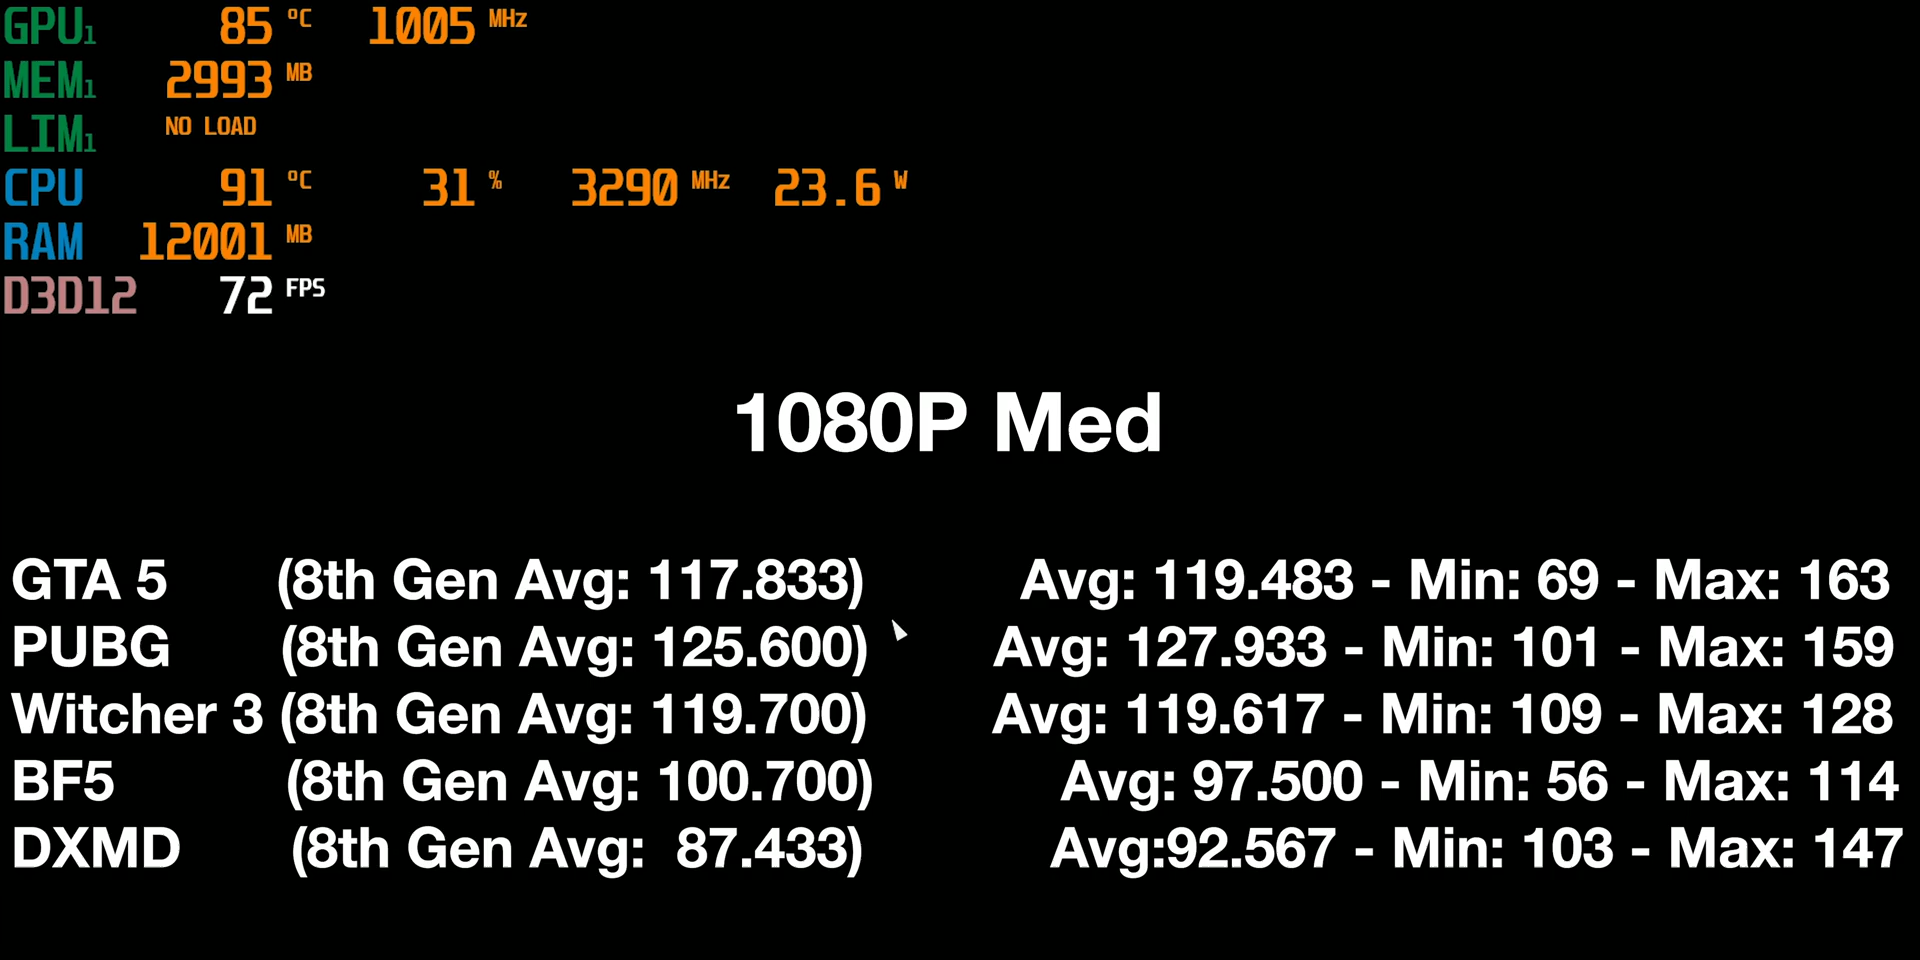 GPU1 85 °C 1005 MHz
MEM1 2993 MB
LIM1 NO LOAD
CPU 91 °C 31 % 3290 MHz 23.6 W
RAM 12001 MB
D3D12 72 FPS
1080P Med
GTA 5 (8th Gen Avg: 117.833) Avg: 119.483 - Min: 69 - Max: 163
PUBG (8th Gen Avg: 125.600) Avg: 127.933 - Min: 101 - Max: 159
Witcher 3 (8th Gen Avg: 119.700) Avg: 119.617 - Min: 109 - Max: 128
BF5 (8th Gen Avg: 100.700) Avg: 97.500 - Min: 56 - Max: 114
DXMD (8th Gen Avg: 87.433) Avg:92.567 - Min: 103 - Max: 147